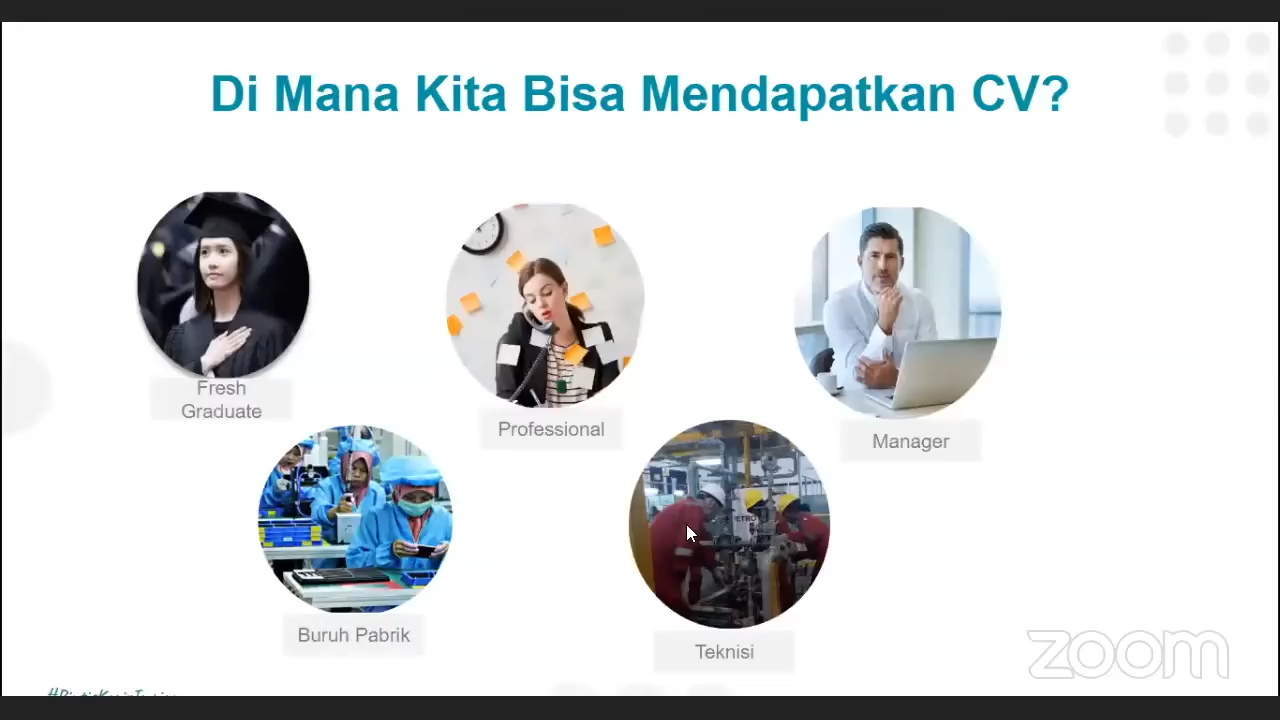 Di Mana Kita Bisa Mendapatkan CV?
Fresh
Graduate
Professional
Manager
Buruh Pabrik
Teknisi
zoom